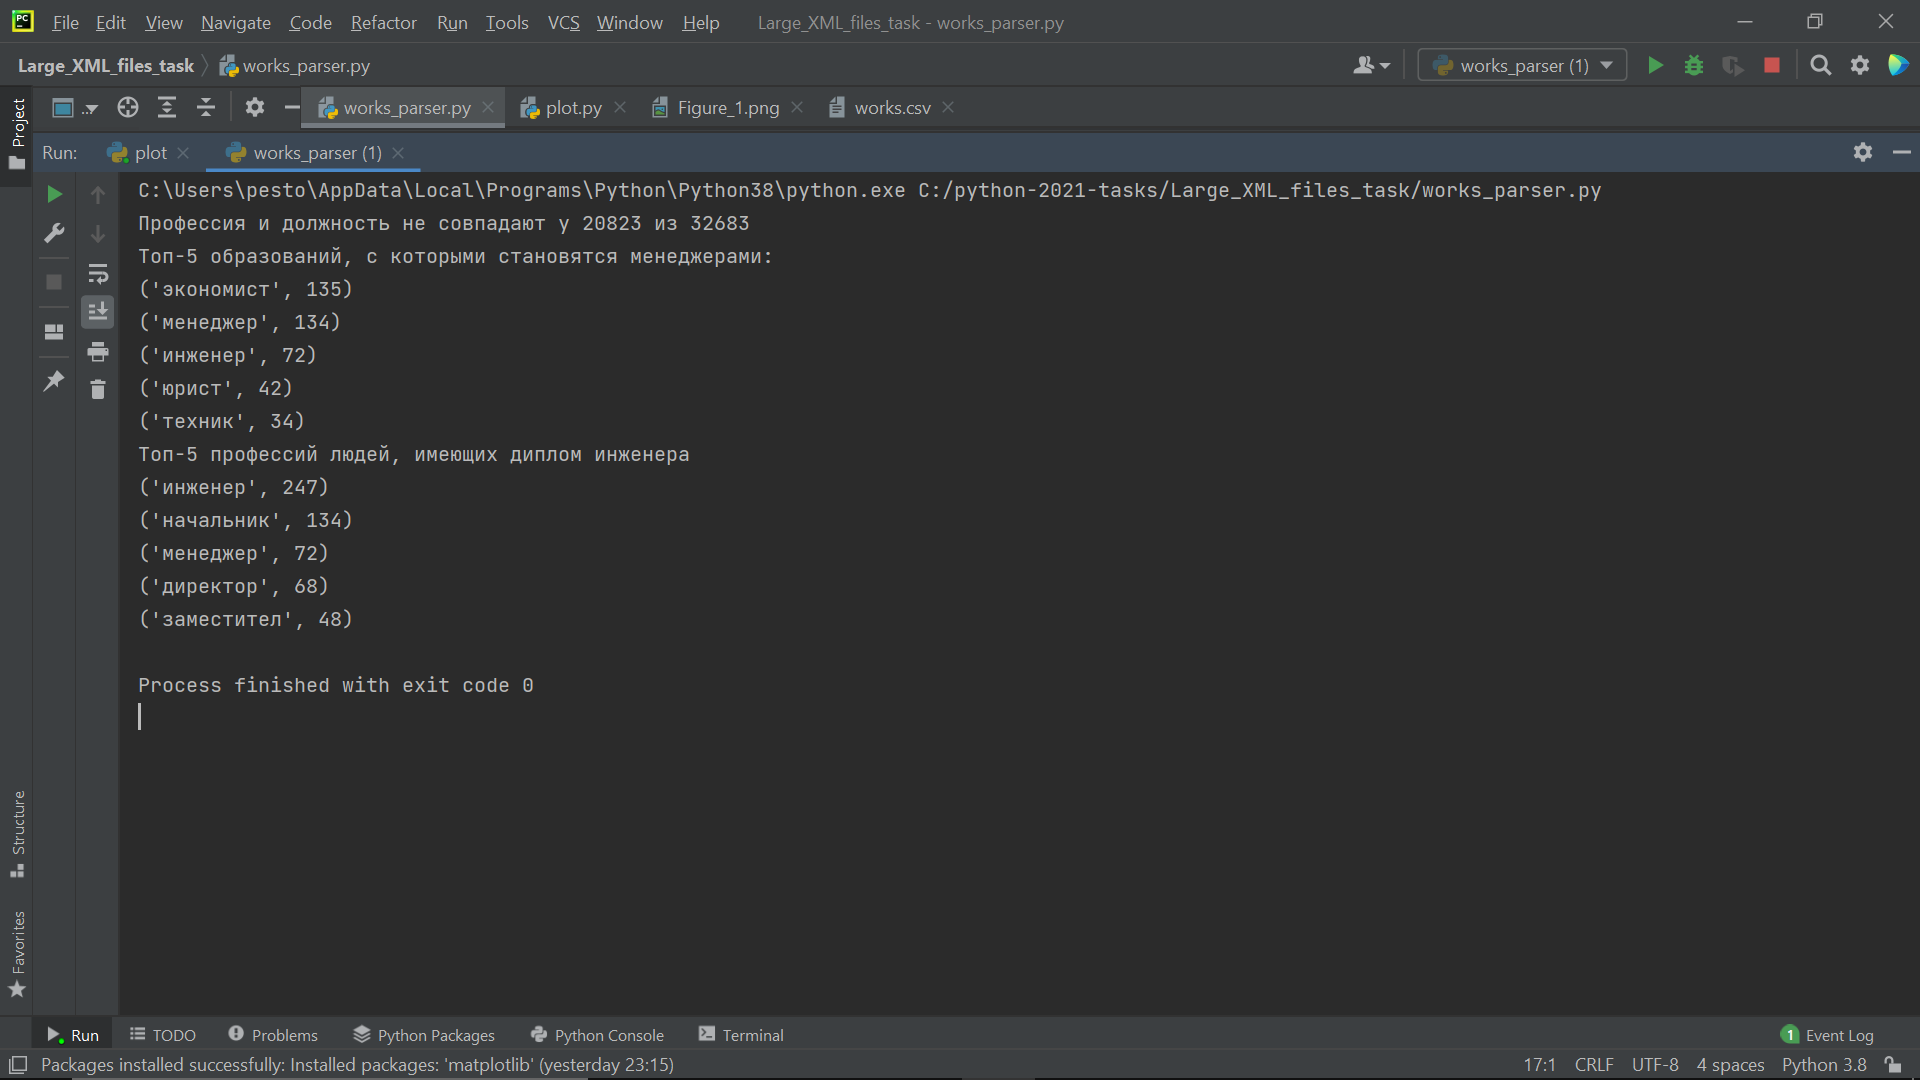 File Edit View Navigate Code Refactor Run Tools VCS Window Help Large_XML_files_task - works_parser.py
Large_XML_files_task works_parser.py works_parser (1)
Project
works_parser.py plot.py Figure_1.png works.csv
Run: plot works_parser (1)
C:\Users\pesto\AppData\Local\Programs\Python\Python38\python.exe C:/python-2021-tasks/Large_XML_files_task/works_parser.py
Профессия и должность не совпадают у 20823 из 32683
Топ-5 образований, с которыми становятся менеджерами:
('экономист', 135)
('менеджер', 134)
('инженер', 72)
('юрист', 42)
('техник', 34)
Топ-5 профессий людей, имеющих диплом инженера
('инженер', 247)
('начальник', 134)
('менеджер', 72)
('директор', 68)
('заместител', 48)
Process finished with exit code 0
Structure
Favorites
Run TODO Problems Python Packages Python Console Terminal 1 Event Log
Packages installed successfully: Installed packages: 'matplotlib' (yesterday 23:15) 17:1 CRLF UTF-8 4 spaces Python 3.8